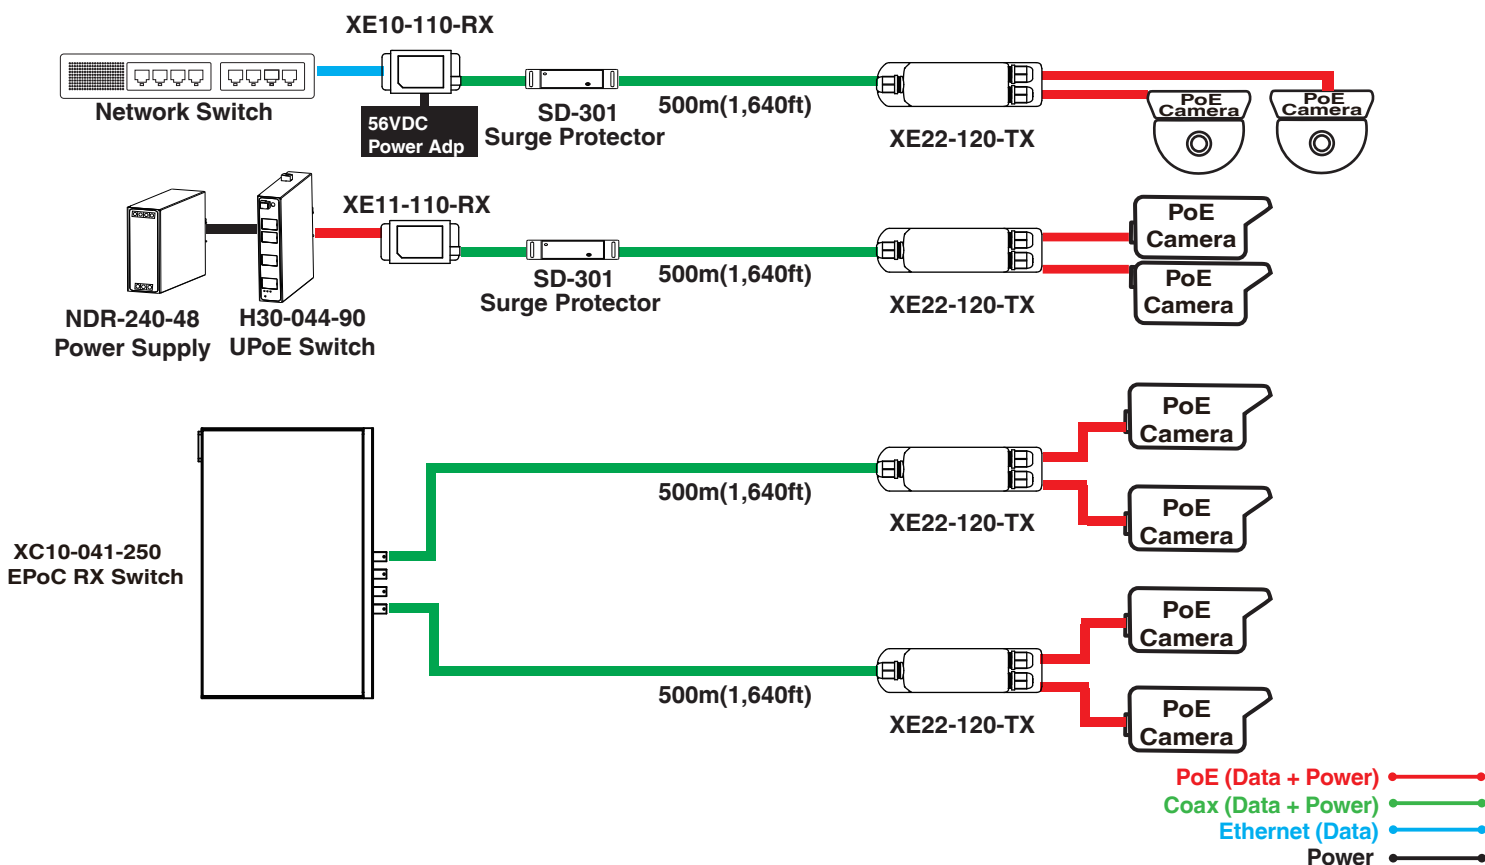 XE10-110-RX
Network Switch
56VDC
Power Adp
SD-301
Surge Protector
500m(1,640ft)
XE22-120-TX
PoE
Camera
PoE
Camera
XE11-110-RX
NDR-240-48
Power Supply
H30-044-90
UPoE Switch
SD-301
Surge Protector
500m(1,640ft)
XE22-120-TX
PoE
Camera
PoE
Camera
XC10-041-250
EPoC RX Switch
500m(1,640ft)
XE22-120-TX
PoE
Camera
PoE
Camera
500m(1,640ft)
XE22-120-TX
PoE
Camera
PoE
Camera
PoE (Data + Power)
Coax (Data + Power)
Ethernet (Data)
Power